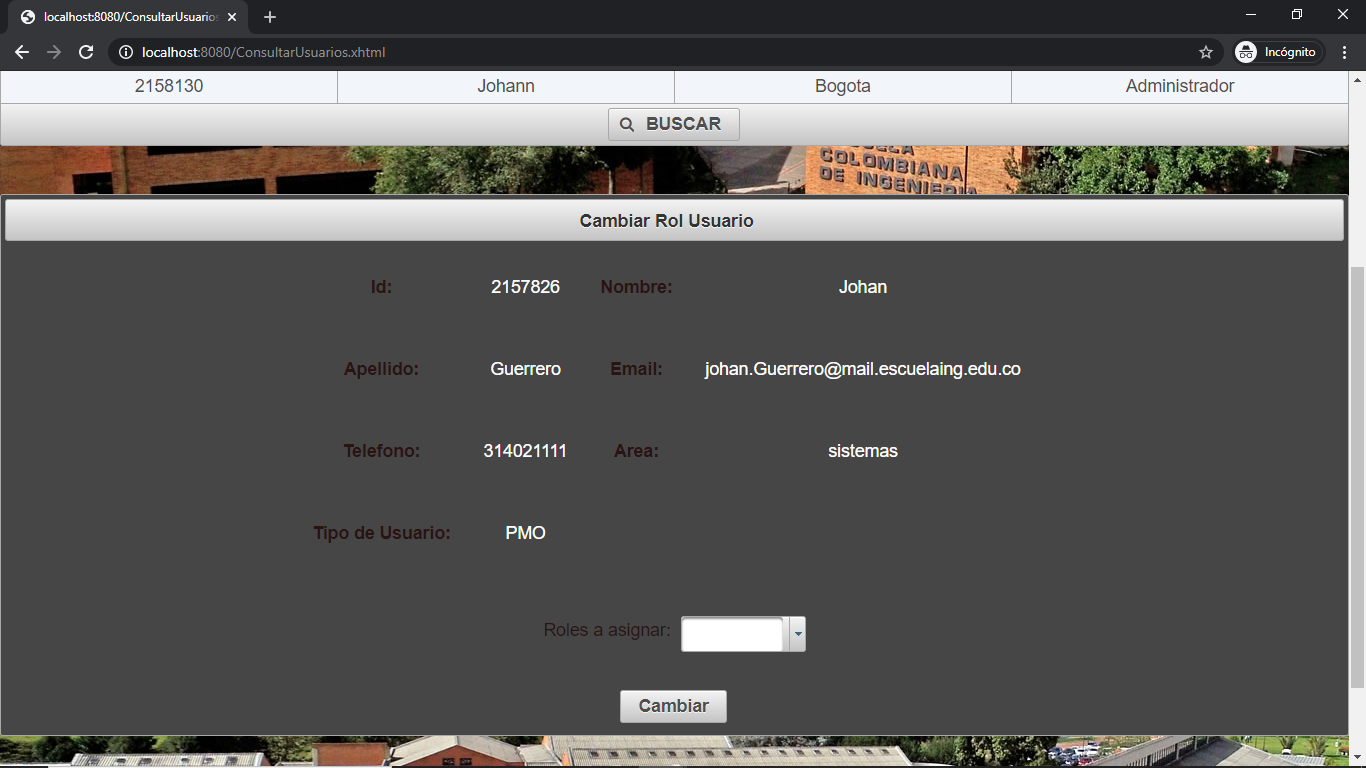 localhost:8080/ConsultarUsuarios
localhost:8080/ConsultarUsuarios.xhtml
Incógnito
2158130 Johann Bogota Administrador
BUSCAR
COLOMBIANA
DE INGENIERIA
Cambiar Rol Usuario
Id: 2157826 Nombre: Johan
Apellido: Guerrero Email: johan.Guerrero@mail.escuelaing.edu.co
Telefono: 314021111 Area: sistemas
Tipo de Usuario: PMO
Roles a asignar:
Cambiar